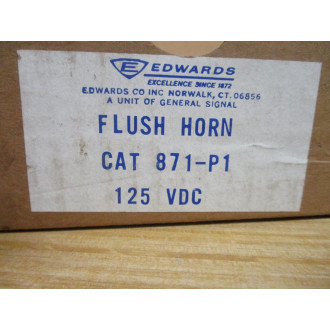 EDWARDS
EXCELLENCE SINCE 1872
EDWARDS CO INC NORWALK, CT. 06856
A UNIT OF GENERAL SIGNAL
FLUSH HORN
CAT 871-P1
125 VDC